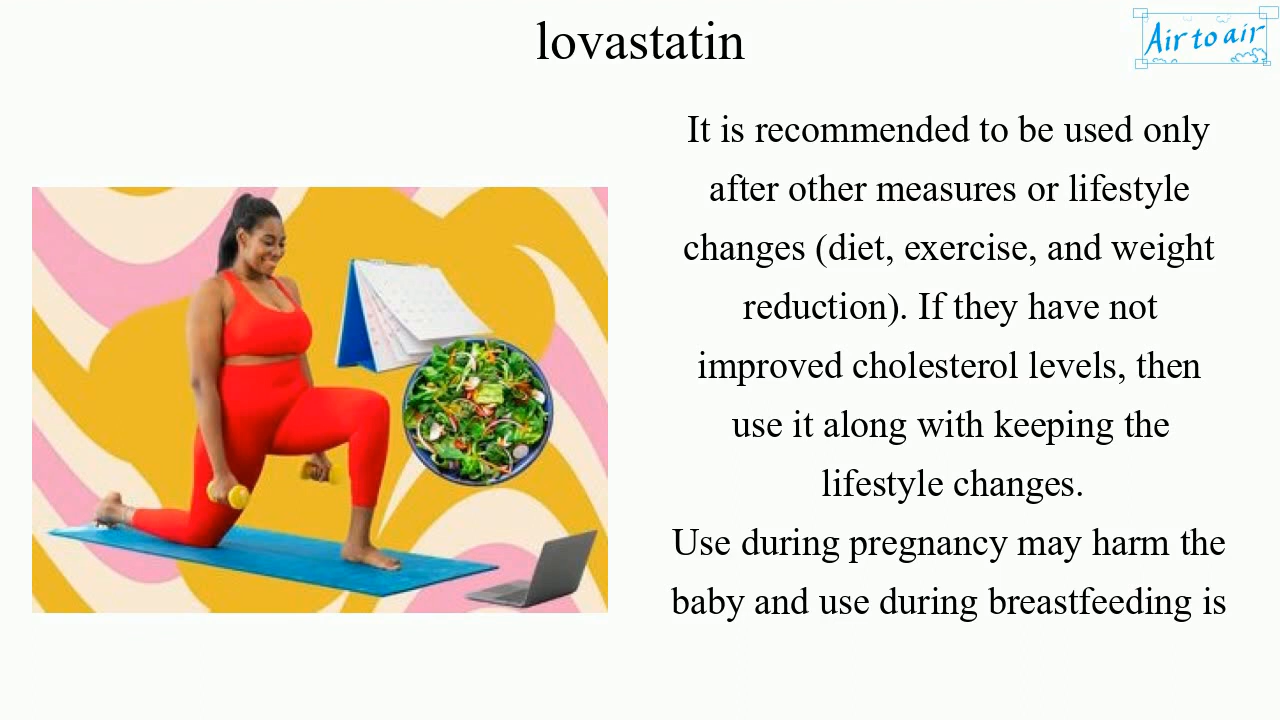 lovastatin
Air to air
It is recommended to be used only
after other measures or lifestyle
changes (diet, exercise, and weight
reduction). If they have not
improved cholesterol levels, then
use it along with keeping the
lifestyle changes.
Use during pregnancy may harm the
baby and use during breastfeeding is